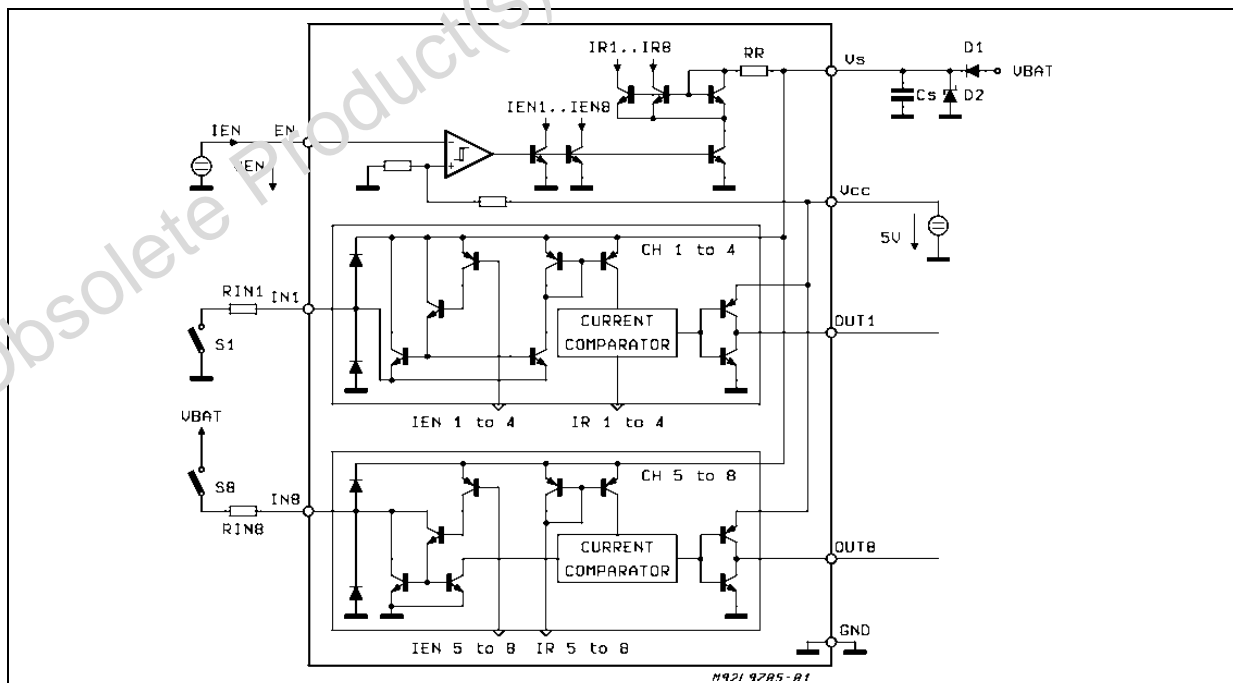 Obsolete Product(s)
IR1..IR8
RR
Vs
D1
VBAT
Cs
D2
IEN1..IEN8
IEN
EN
VEN
Vcc
5V
CH 1 to 4
RIN1
IN1
S1
CURRENT
COMPARATOR
OUT1
IEN 1 to 4
IR 1 to 4
VBAT
CH 5 to 8
S8
IN8
RIN8
CURRENT
COMPARATOR
OUT8
IEN 5 to 8
IR 5 to 8
GND
M92L9705-01